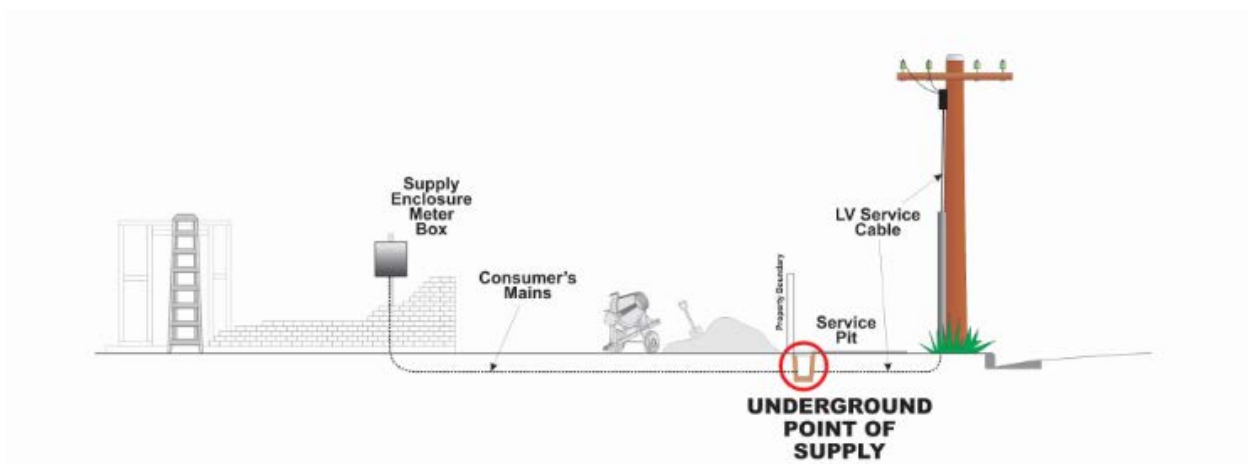 Supply
Enclosure
Meter
Box
Consumer's
Mains
Property Boundary
Service
Pit
LV Service
Cable
UNDERGROUND
POINT OF
SUPPLY